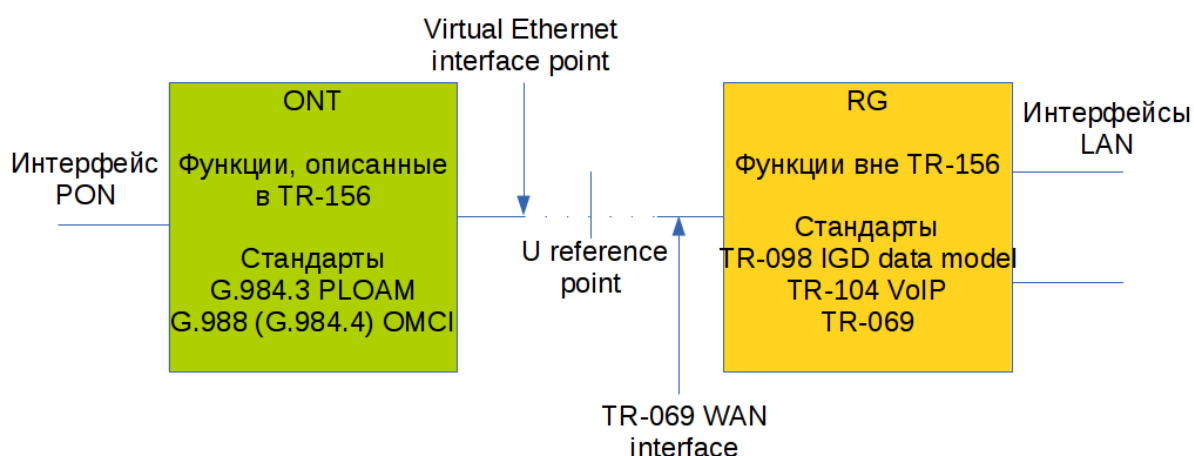 Virtual Ethernet
interface point
Интерфейс
PON
ONT
Функции, описанные
в TR-156
Стандарты
G.984.3 PLOAM
G.988 (G.984.4) OMCI
U reference
point
TR-069 WAN
interface
RG
Функции вне TR-156
Стандарты
TR-098 IGD data model
TR-104 VoIP
TR-069
Интерфейсы
LAN